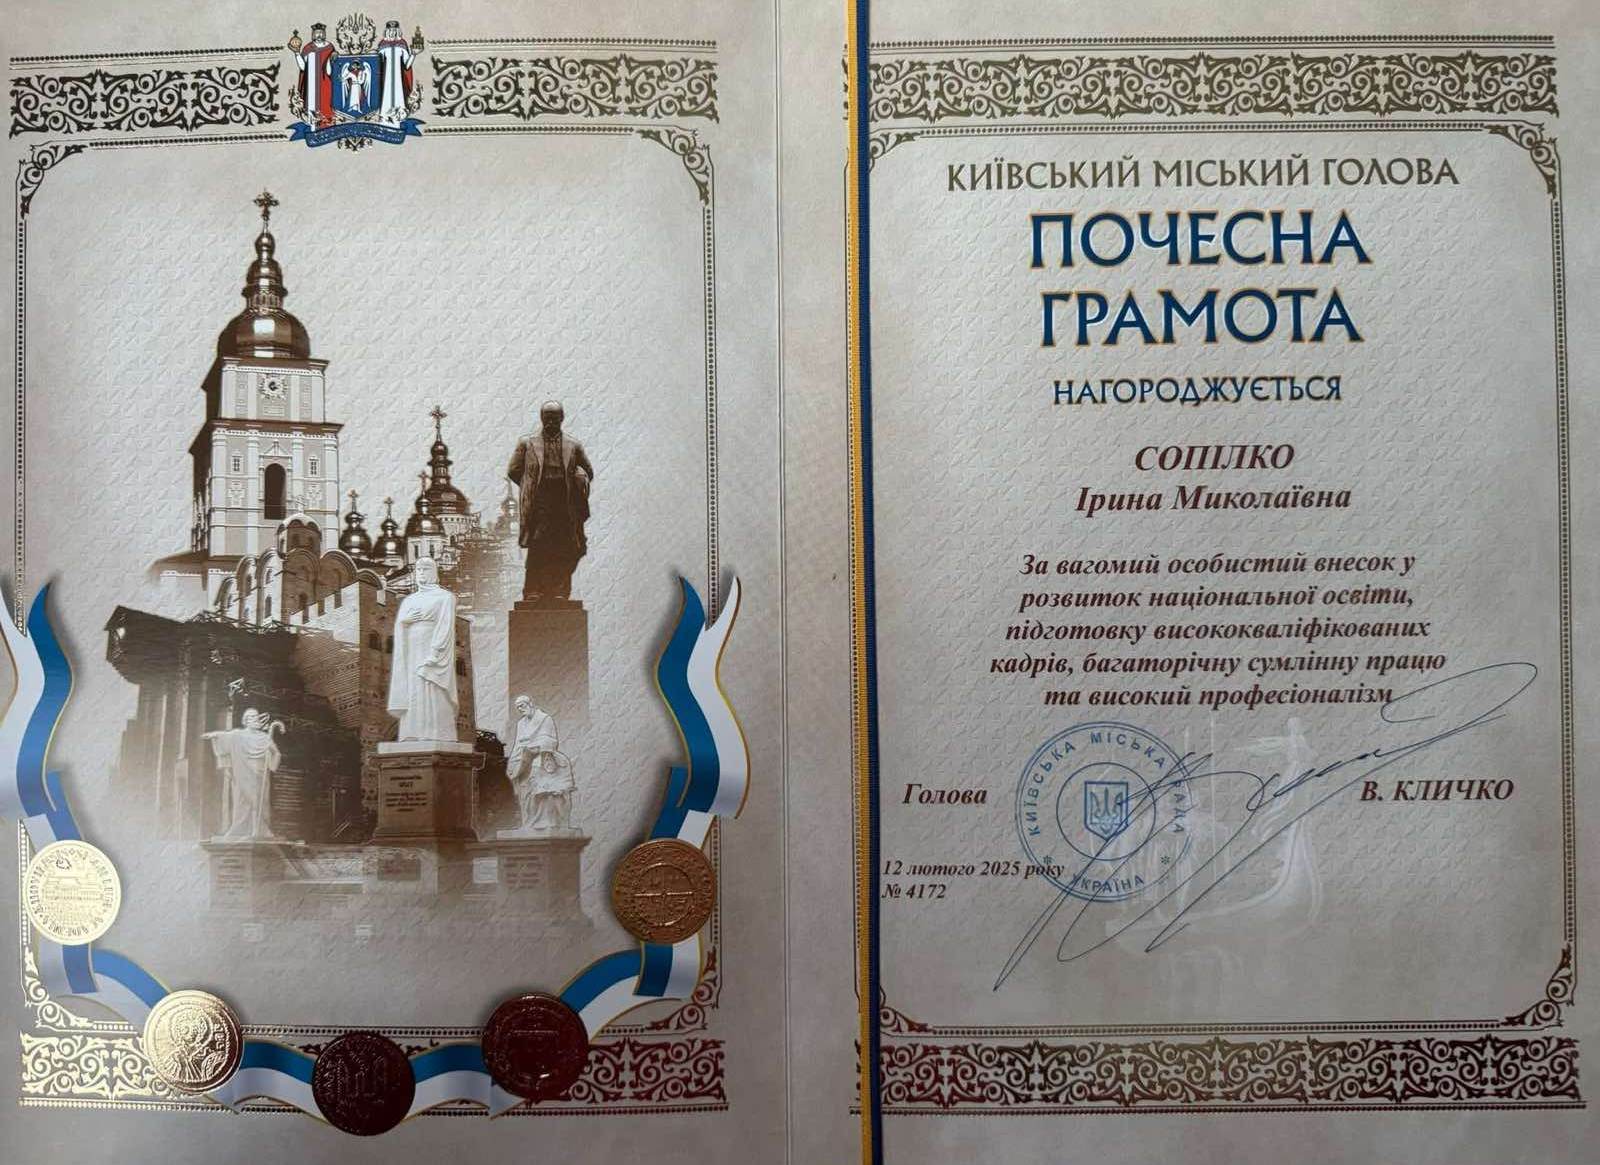 КИЇВСЬКИЙ МІСЬКИЙ ГОЛОВА
ПОЧЕСНА
ГРАМОТА
НАГОРОДЖУЄТЬСЯ
СОПІЛКО
Ірина Миколаївна
За вагомий особистий внесок у
розвиток національної освіти,
підготовку висококваліфікованих
кадрів, багаторічну сумлінну працю
та високий професіоналізм
Голова
КИЇВСЬКА МІСЬКА РАДА
УКРАЇНА
В. КЛИЧКО
12 лютого 2025 року
№ 4172